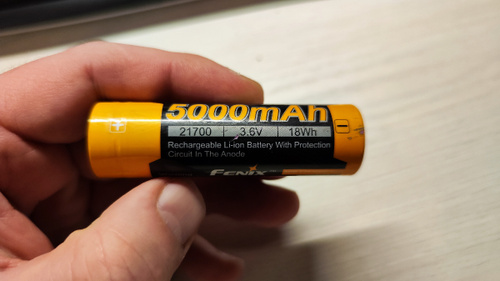 +
5000mAh
21700 3.6V 18Wh
Rechargeable Li-ion Battery With Protection
Circuit In The Anode
FENIX